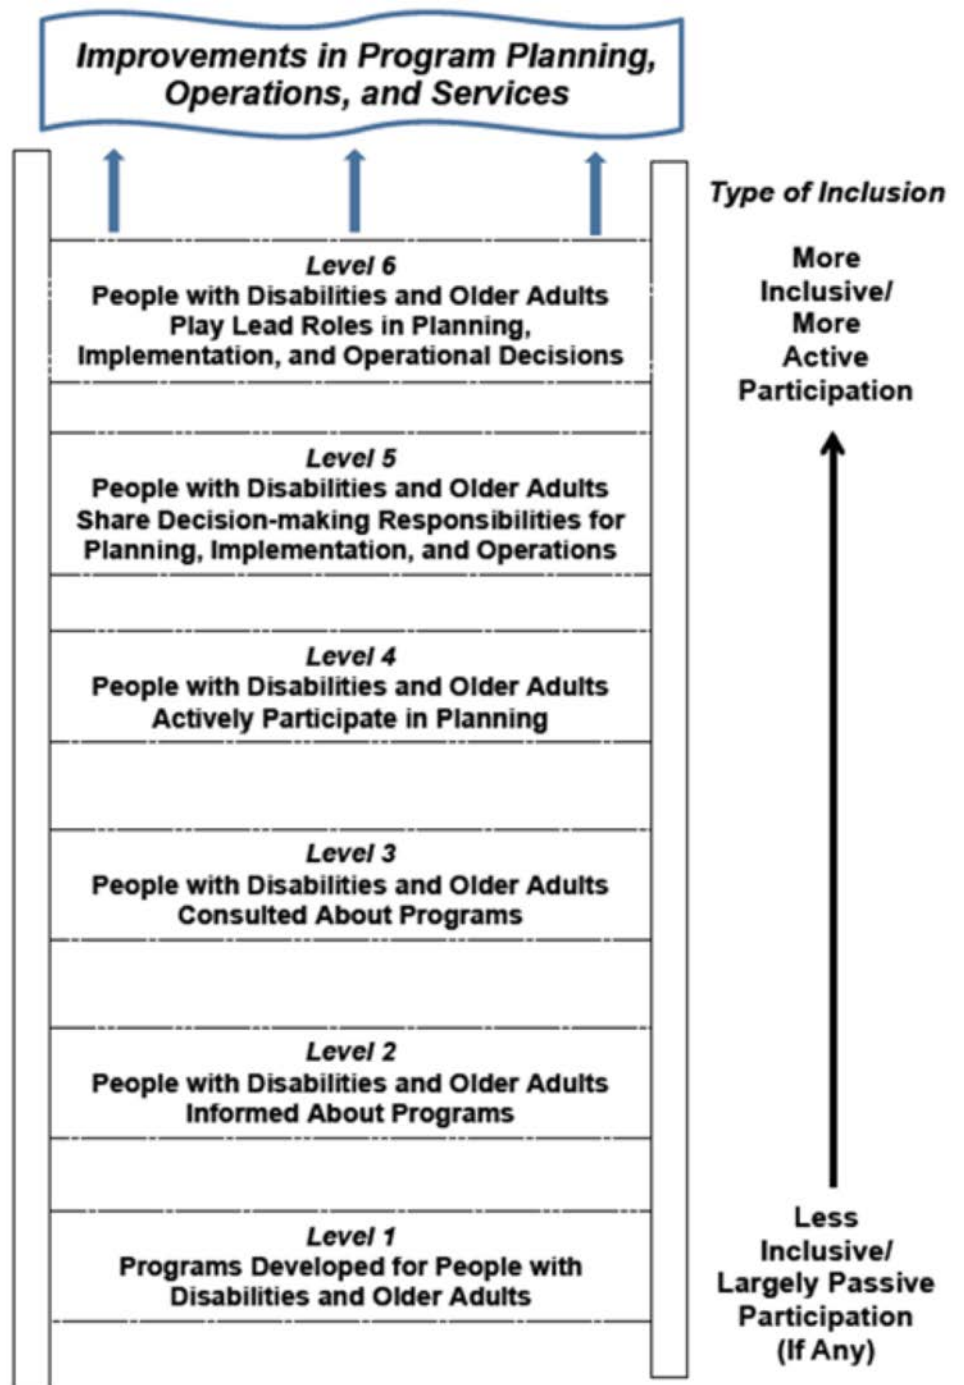 Improvements in Program Planning,
Operations, and Services
Type of Inclusion
More
Inclusive/
More
Active
Participation
Level 6
People with Disabilities and Older Adults
Play Lead Roles in Planning,
Implementation, and Operational Decisions
Level 5
People with Disabilities and Older Adults
Share Decision-making Responsibilities for
Planning, Implementation, and Operations
Level 4
People with Disabilities and Older Adults
Actively Participate in Planning
Level 3
People with Disabilities and Older Adults
Consulted About Programs
Level 2
People with Disabilities and Older Adults
Informed About Programs
Level 1
Programs Developed for People with
Disabilities and Older Adults
Less
Inclusive/
Largely Passive
Participation
(If Any)